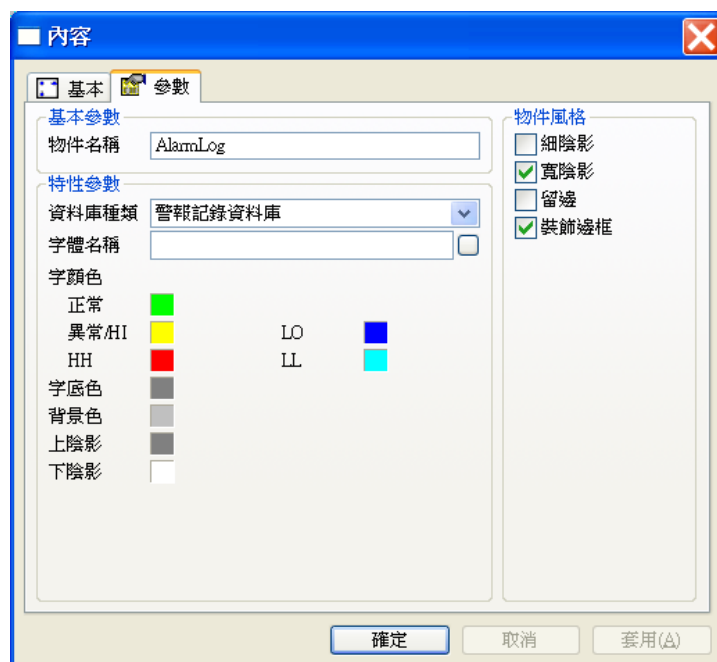 內容
基本
參數
基本參數
物件名稱 AlarmLog
特性參數
資料庫種類 警報記錄資料庫
字體名稱
字顏色
正常
異常/HI LO
HH LL
字底色
背景色
上陰影
下陰影
物件風格
細陰影
寬陰影
留邊
裝飾邊框
確定 取消 套用(A)